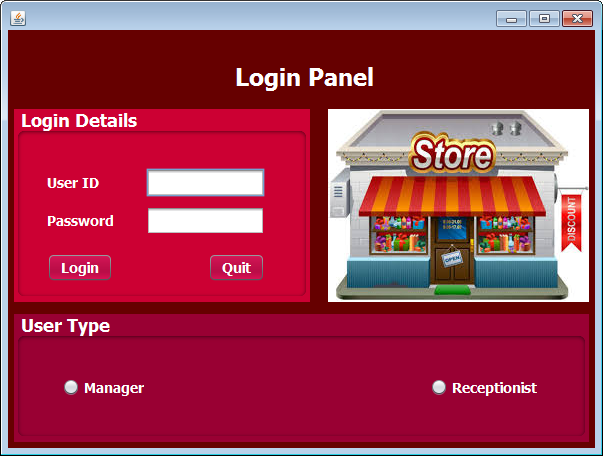 Login Panel
Login Details
User ID
Password
Login
Quit
Store
DISCOUNT
OPEN
User Type
Manager
Receptionist